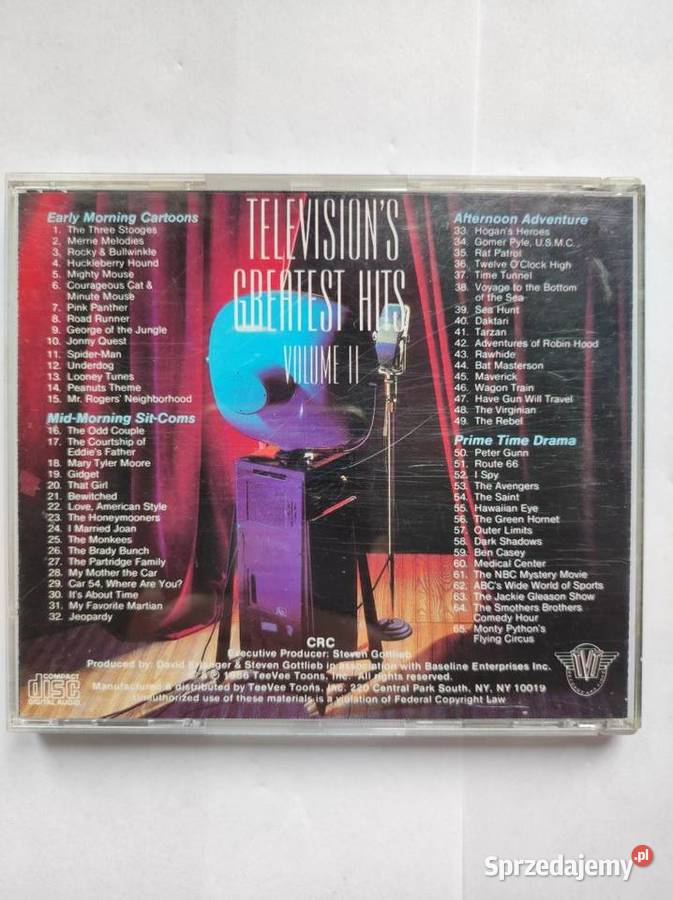 TELEVISION'S
GREATEST HITS
VOLUME II
Early Morning Cartoons
1. The Three Stooges
2. Merrie Melodies
3. Rocky & Bullwinkle
4. Huckleberry Hound
5. Mighty Mouse
6. Courageous Cat &
Minute Mouse
7. Pink Panther
8. Road Runner
9. George of the Jungle
10. Jonny Quest
11. Spider-Man
12. Underdog
13. Looney Tunes
14. Peanuts Theme
15. Mr. Rogers' Neighborhood
Mid-Morning Sit-Coms
16. The Odd Couple
17. The Courtship of
Eddie's Father
18. Mary Tyler Moore
19. Gidget
20. That Girl
21. Bewitched
22. Love, American Style
23. The Honeymooners
24. I Married Joan
25. The Monkees
26. The Brady Bunch
27. The Partridge Family
28. My Mother the Car
29. Car 54, Where Are You?
30. It's About Time
31. My Favorite Martian
32. Jeopardy
Afternoon Adventure
33. Hogan's Heroes
34. Gomer Pyle, U.S.M.C.
35. Rat Patrol
36. Twelve O'Clock High
37. Time Tunnel
38. Voyage to the Bottom
of the Sea
39. Sea Hunt
40. Daktari
41. Tarzan
42. Adventures of Robin Hood
43. Rawhide
44. Bat Masterson
45. Maverick
46. Wagon Train
47. Have Gun Will Travel
48. The Virginian
49. The Rebel
Prime Time Drama
50. Peter Gunn
51. Route 66
52. I Spy
53. The Avengers
54. The Saint
55. Hawaiian Eye
56. The Green Hornet
57. Outer Limits
58. Dark Shadows
59. Ben Casey
60. Medical Center
61. The NBC Mystery Movie
62. ABC's Wide World of Sports
63. The Jackie Gleason Show
64. The Smothers Brothers
Comedy Hour
65. Monty Python's
Flying Circus
CRC
Executive Producer: Steven Gottlieb
Produced by: David & Steven Gottlieb in association with Baseline Enterprises Inc.
& © 1986 TeeVee Toons, Inc. All rights reserved.
Manufactured & distributed by TeeVee Toons, Inc. 220 Central Park South, NY, NY 10019
Unauthorized use of these materials is a violation of Federal Copyright Law
COMPACT
disc
DIGITAL AUDIO
TVT
Sprzedajemy .pl